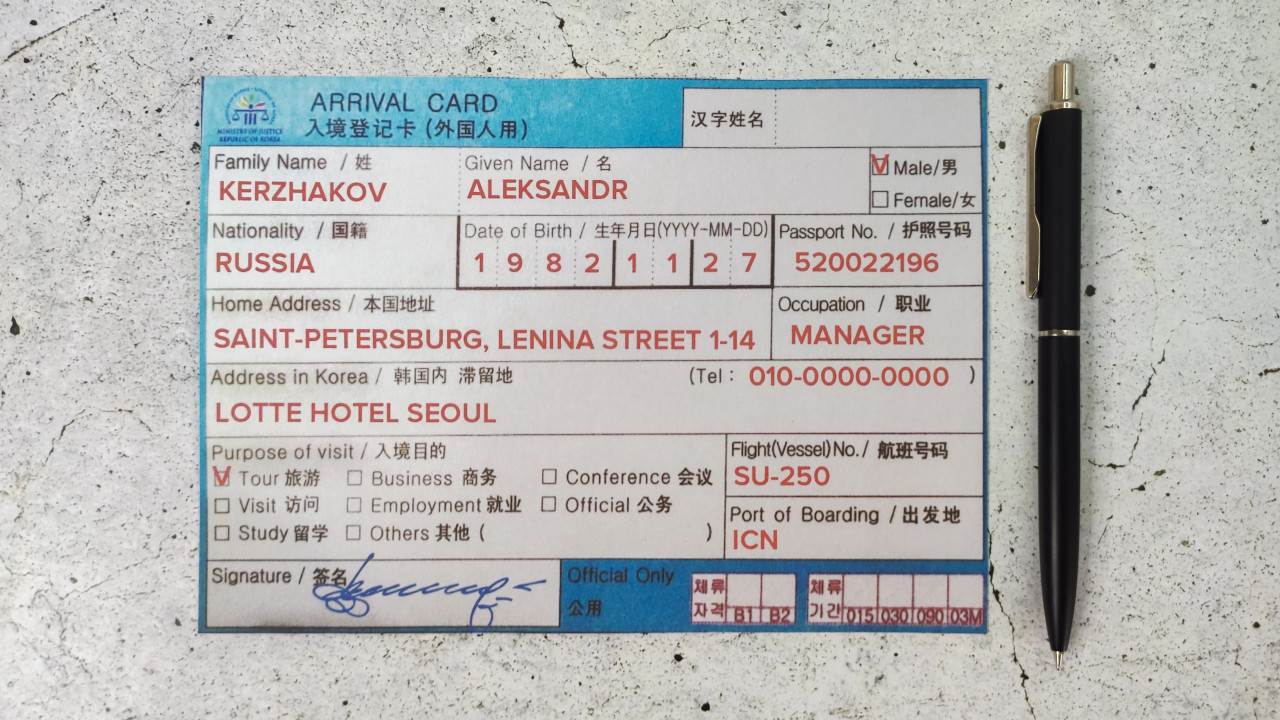 ARRIVAL CARD
入境登记卡 (外国人用)
MINISTRY OF JUSTICE
REPUBLIC OF KOREA
汉字姓名
Family Name / 姓
KERZHAKOV
Given Name / 名
ALEKSANDR
V Male/男
Female/女
Nationality / 国籍
RUSSIA
Date of Birth / 生年月日(YYYY-MM-DD)
1 9 8 2 1 1 2 7
Passport No. / 护照号码
520022196
Home Address / 本国地址
SAINT-PETERSBURG, LENINA STREET 1-14
Occupation / 职业
MANAGER
Address in Korea / 韩国内 滞留地 (Tel : 010-0000-0000 )
LOTTE HOTEL SEOUL
Purpose of visit / 入境目的
V Tour 旅游 Business 商务 Conference 会议
Visit 访问 Employment 就业 Official 公务
Study 留学 Others 其他 ( )
Flight(Vessel)No. / 航班号码
SU-250
Port of Boarding / 出发地
ICN
Signature / 签名
Official Only
公用
체류
자격 B1 B2
체류
기간 015 030 090 03M